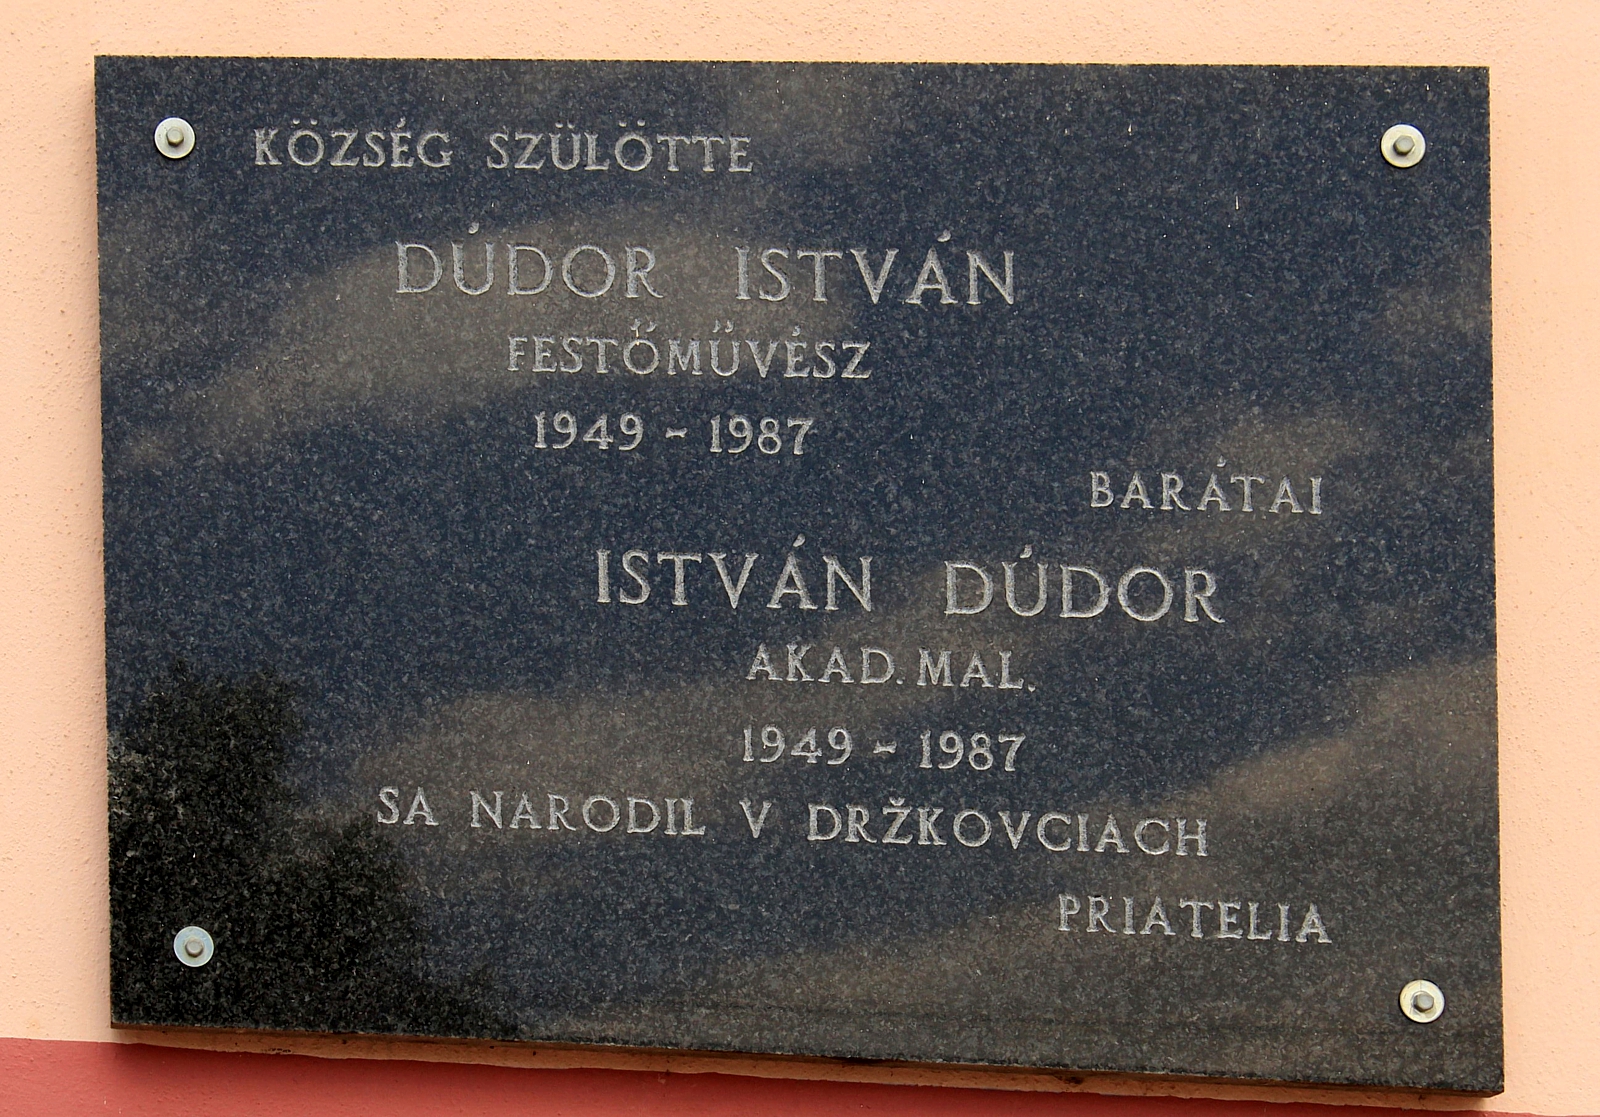 KÖZSÉG SZÜLÖTTE
DÚDOR ISTVÁN
FESTŐMŰVÉSZ
1949 - 1987
BARÁTAI
ISTVÁN DÚDOR
AKAD. MAL.
1949 - 1987
SA NARODIL V DRŽKOVCIACH
PRIATELIA